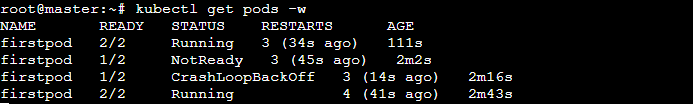 root@master:~# kubectl get pods -w
NAME READY STATUS RESTARTS AGE
firstpod 2/2 Running 3 (34s ago) 111s
firstpod 1/2 NotReady 3 (45s ago) 2m2s
firstpod 1/2 CrashLoopBackOff 3 (14s ago) 2m16s
firstpod 2/2 Running 4 (41s ago) 2m43s